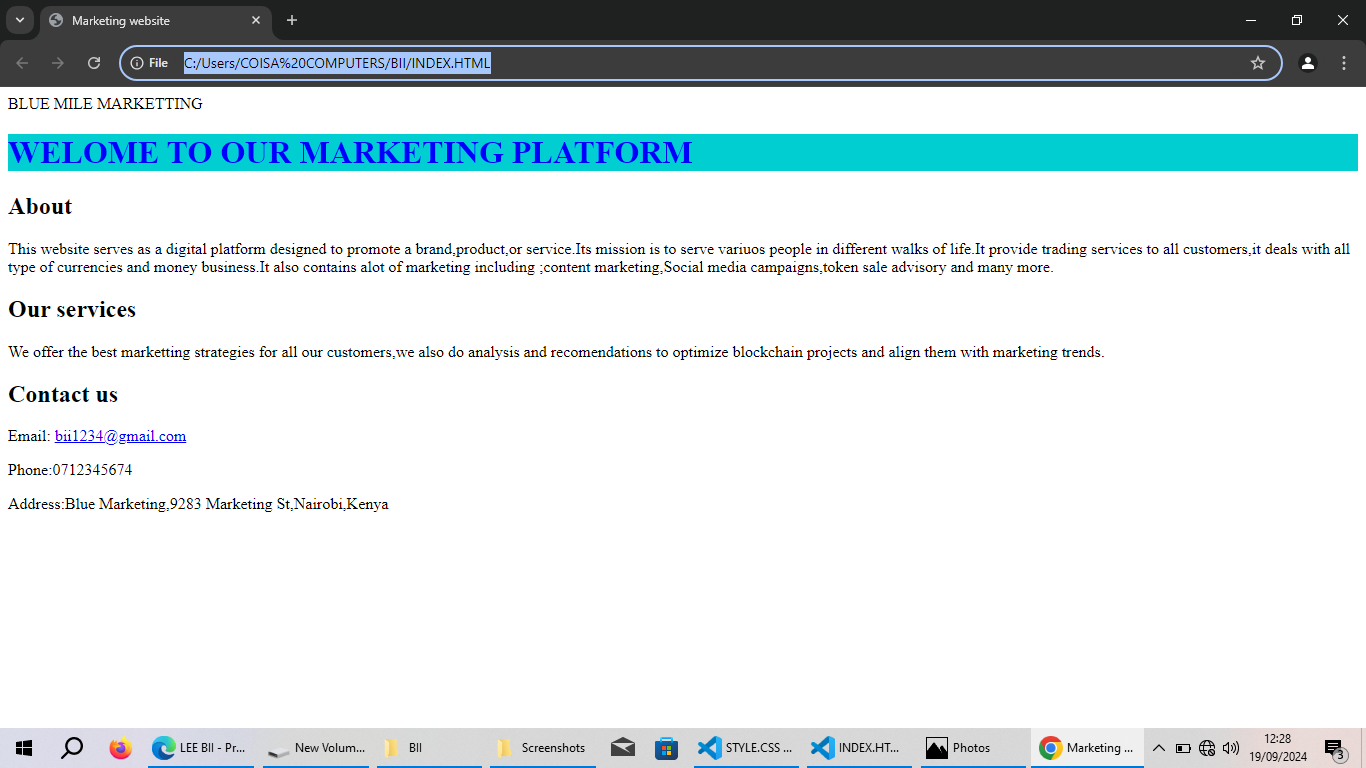 Marketing website
File
C:/Users/COISA%20COMPUTERS/BII/INDEX.HTML
BLUE MILE MARKETTING
WELOME TO OUR MARKETING PLATFORM
About
This website serves as a digital platform designed to promote a brand,product,or service.Its mission is to serve variuos people in different walks of life.It provide trading services to all customers,it deals with all
type of currencies and money business.It also contains alot of marketing including ;content marketing,Social media campaigns,token sale advisory and many more.
Our services
We offer the best marketting strategies for all our customers,we also do analysis and recomendations to optimize blockchain projects and align them with marketing trends.
Contact us
Email: bii1234@gmail.com
Phone:0712345674
Address:Blue Marketing,9283 Marketing St,Nairobi,Kenya
LEE BII - Pr... New Volum... BII Screenshots STYLE.CSS ... INDEX.HT... Photos Marketing ... 12:28
19/09/2024 3